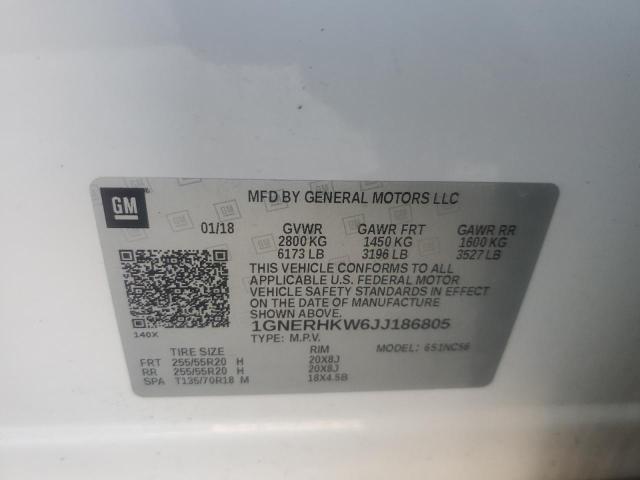 GM
MFD BY GENERAL MOTORS LLC
01/18 GVWR GAWR FRT GAWR RR
2800 KG 1450 KG 1600 KG
6173 LB 3196 LB 3527 LB
THIS VEHICLE CONFORMS TO ALL
APPLICABLE U.S. FEDERAL MOTOR
VEHICLE SAFETY STANDARDS IN
EFFECT ON THE DATE OF MANUFACTURE
SHOWN ABOVE.
140X 1GNERHKW6JJ186805
TYPE: M.P.V. MODEL: 651NC56
TIRE SIZE RIM
FRT 255/55R20 H 20X8J
RR 255/55R20 H 20X8J
SPA T135/70R18 M 18X4.5B